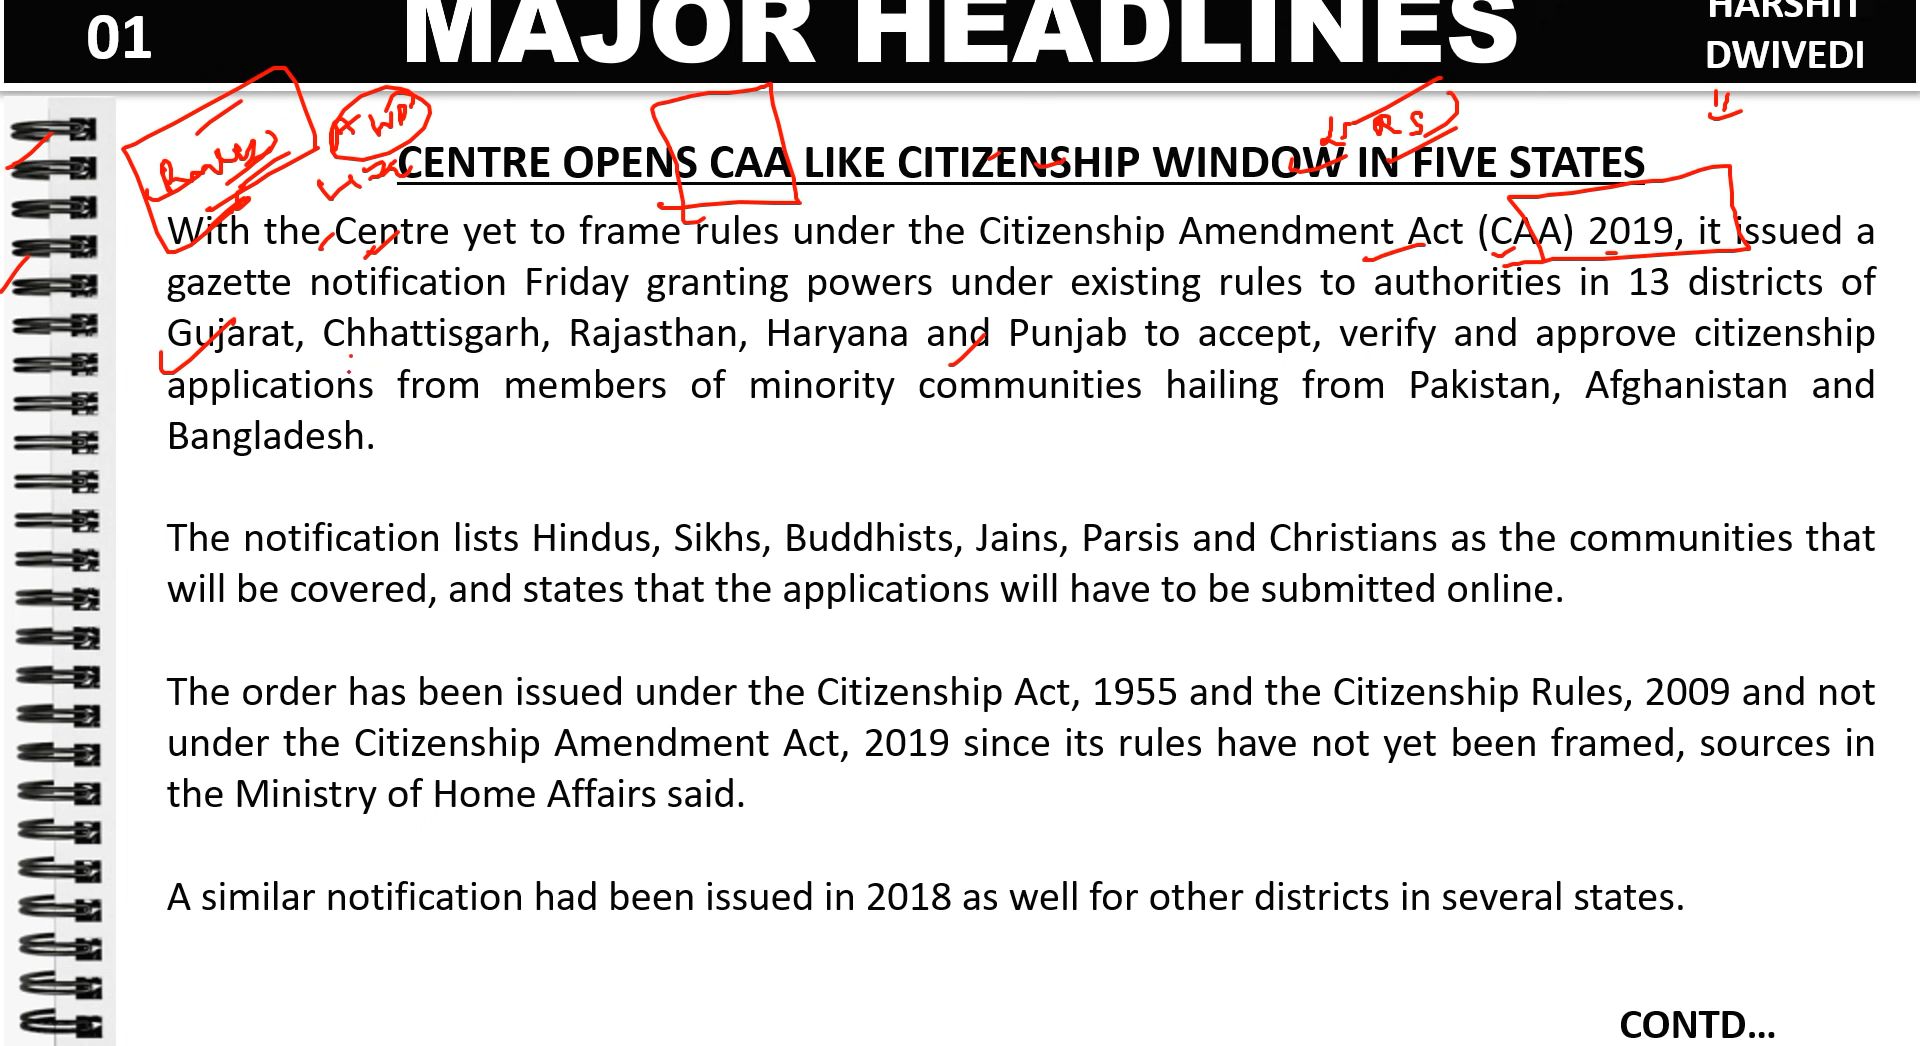 01
MAJOR HEADLINES
HARSHIT
DWIVEDI
CENTRE OPENS CAA LIKE CITIZENSHIP WINDOW IN FIVE STATES
With the Centre yet to frame rules under the Citizenship Amendment Act (CAA) 2019, it issued a
gazette notification Friday granting powers under existing rules to authorities in 13 districts of
Gujarat, Chhattisgarh, Rajasthan, Haryana and Punjab to accept, verify and approve citizenship
applications from members of minority communities hailing from Pakistan, Afghanistan and
Bangladesh.
The notification lists Hindus, Sikhs, Buddhists, Jains, Parsis and Christians as the communities that
will be covered, and states that the applications will have to be submitted online.
The order has been issued under the Citizenship Act, 1955 and the Citizenship Rules, 2009 and not
under the Citizenship Amendment Act, 2019 since its rules have not yet been framed, sources in
the Ministry of Home Affairs said.
A similar notification had been issued in 2018 as well for other districts in several states.
CONTD...